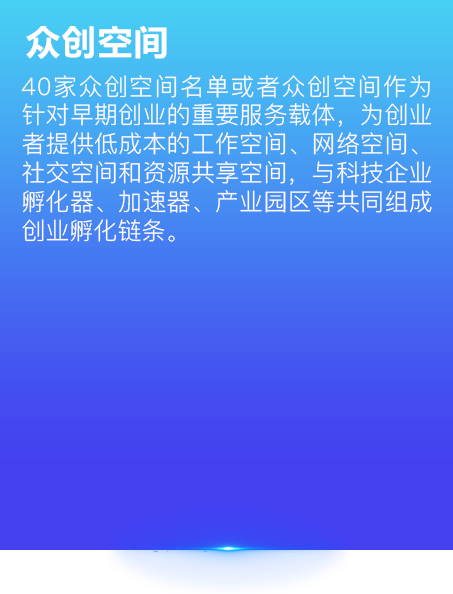 众创空间
40家众创空间名单或者众创空间作为
针对早期创业的重要服务载体，为创业
者提供低成本的工作空间、网络空间、
社交空间和资源共享空间，与科技企业
孵化器、加速器、产业园区等共同组成
创业孵化链条。